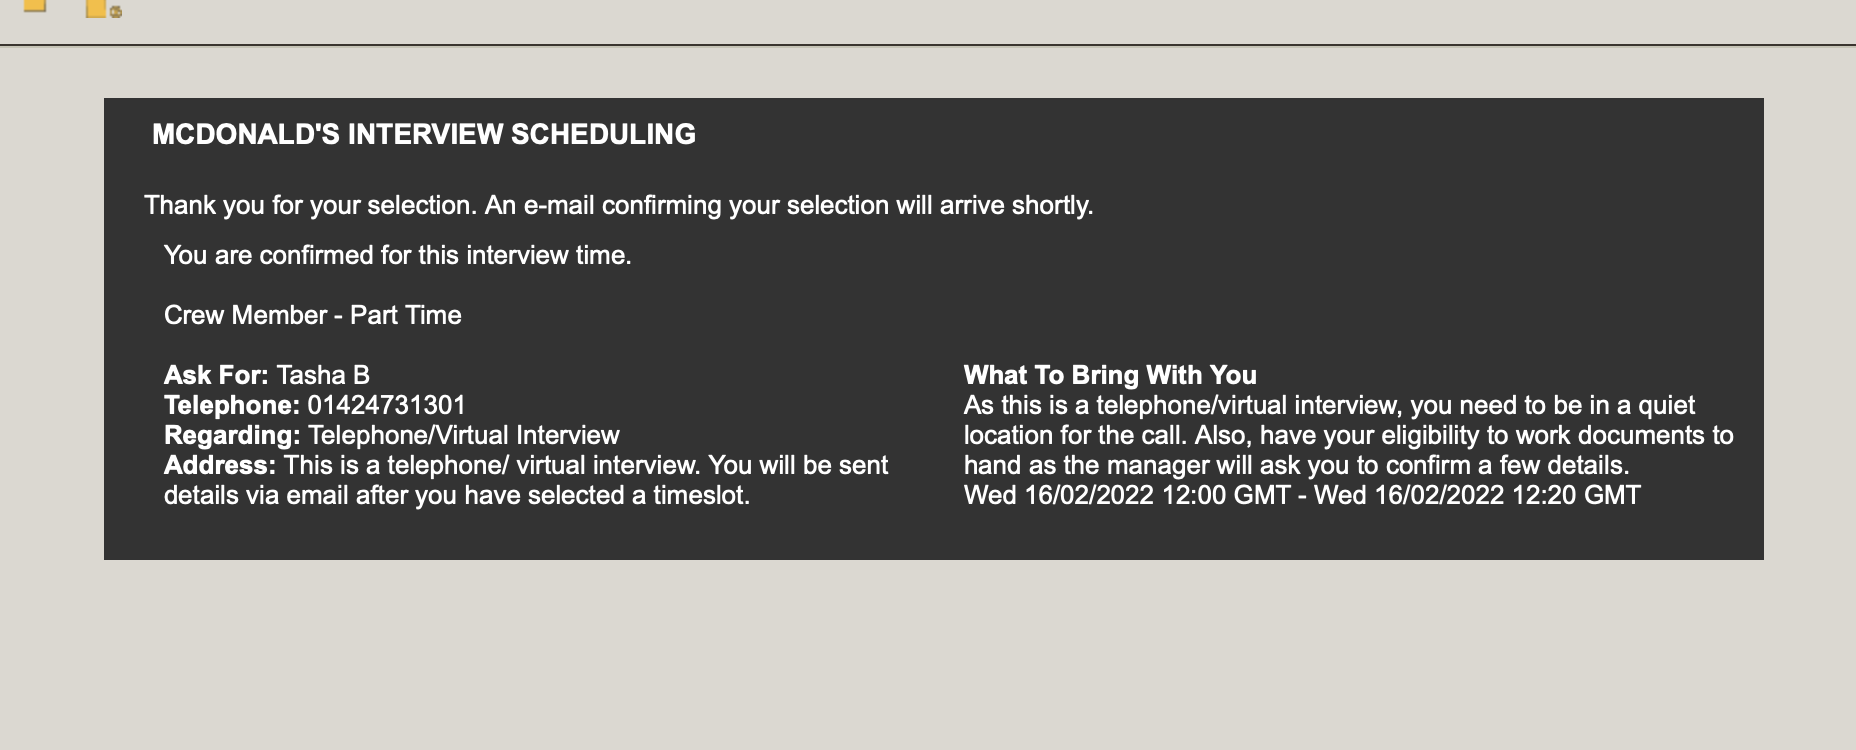 MCDONALD'S INTERVIEW SCHEDULING
Thank you for your selection. An e-mail confirming your selection will arrive shortly.
You are confirmed for this interview time.
Crew Member - Part Time
Ask For: Tasha B
Telephone: 01424731301
Regarding: Telephone/Virtual Interview
Address: This is a telephone/ virtual interview. You will be sent
details via email after you have selected a timeslot.
What To Bring With You
As this is a telephone/virtual interview, you need to be in a quiet
location for the call. Also, have your eligibility to work documents to
hand as the manager will ask you to confirm a few details.
Wed 16/02/2022 12:00 GMT - Wed 16/02/2022 12:20 GMT